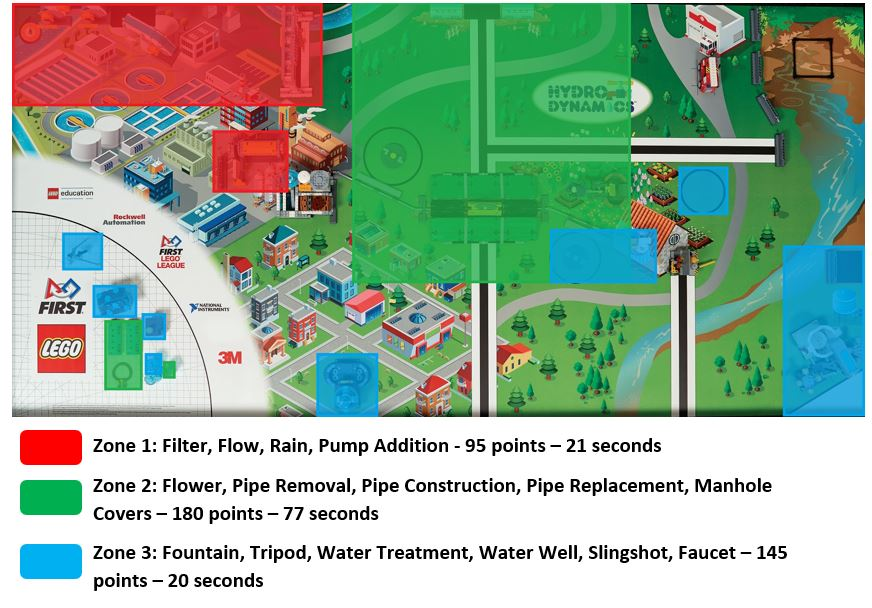 HYDRO
DYNAMICS
LEGO education
Rockwell
Automation
FIRST
LEGO
LEAGUE
FIRST
NATIONAL
INSTRUMENTS
LEGO
3M
Zone 1: Filter, Flow, Rain, Pump Addition - 95 points – 21 seconds
Zone 2: Flower, Pipe Removal, Pipe Construction, Pipe Replacement, Manhole
Covers – 180 points – 77 seconds
Zone 3: Fountain, Tripod, Water Treatment, Water Well, Slingshot, Faucet – 145
points – 20 seconds